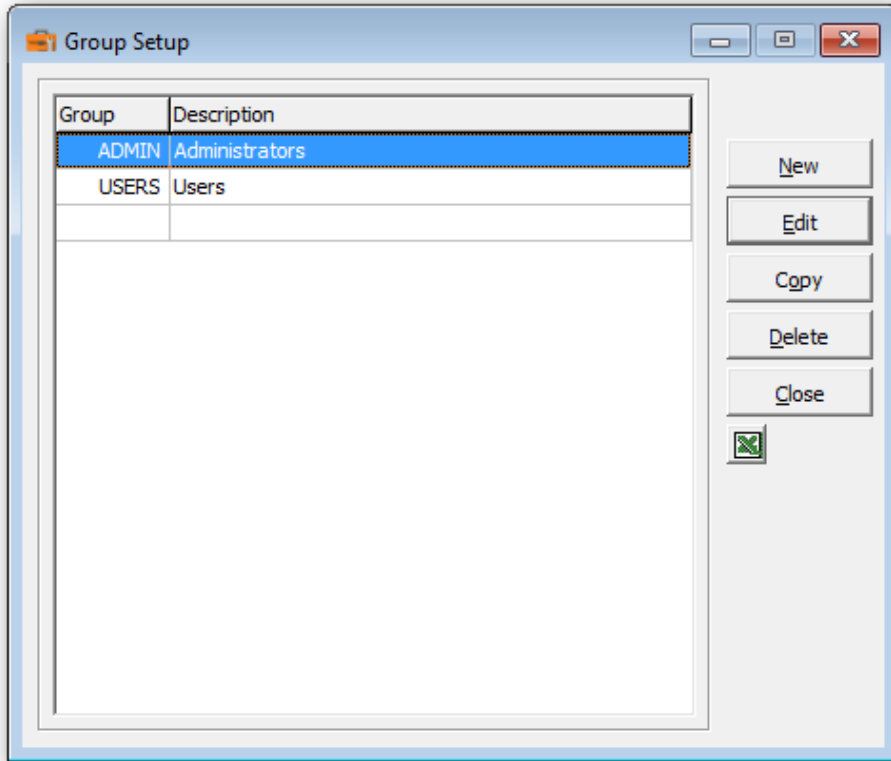 Group Setup
Group Description
ADMIN Administrators
USERS Users
New
Edit
Copy
Delete
Close